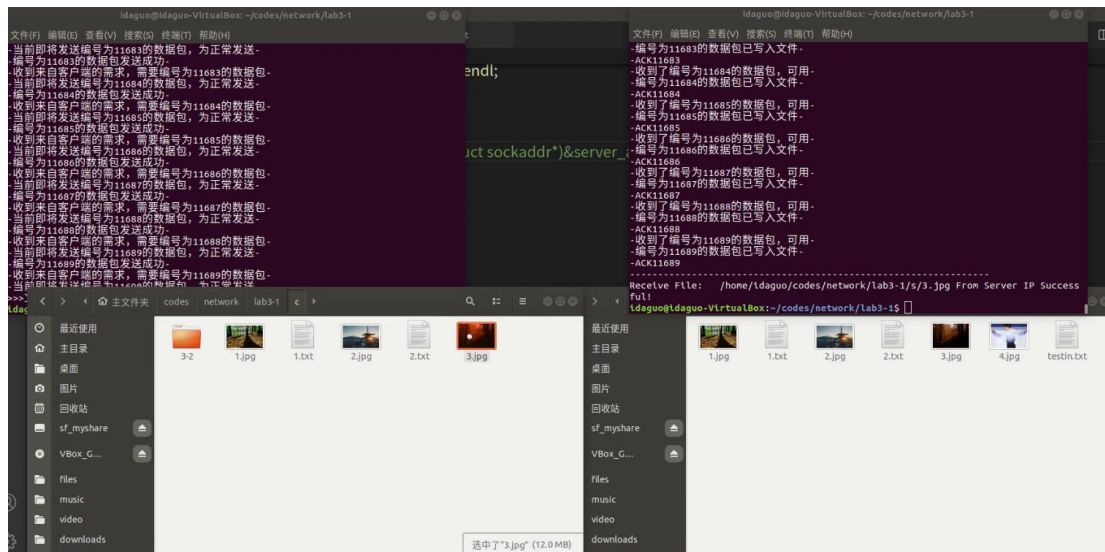 idaguo@idaguo-VirtualBox: ~/codes/network/lab3-1
文件(F) 编辑(E) 查看(V) 搜索(S) 终端(T) 帮助(H)
-当前即将发送编号为11683的数据包，为正常发送-
-编号为11683的数据包发送成功-
-收到来自客户端的需求，需要编号为11683的数据包-
-当前即将发送编号为11684的数据包，为正常发送-
-编号为11684的数据包发送成功-
-收到来自客户端的需求，需要编号为11684的数据包-
-当前即将发送编号为11685的数据包，为正常发送-
-编号为11685的数据包发送成功-
-收到来自客户端的需求，需要编号为11685的数据包-
-当前即将发送编号为11686的数据包，为正常发送-
-编号为11686的数据包发送成功-
-收到来自客户端的需求，需要编号为11686的数据包-
-当前即将发送编号为11687的数据包，为正常发送-
-编号为11687的数据包发送成功-
-收到来自客户端的需求，需要编号为11687的数据包-
-当前即将发送编号为11688的数据包，为正常发送-
-编号为11688的数据包发送成功-
-收到来自客户端的需求，需要编号为11688的数据包-
-当前即将发送编号为11689的数据包，为正常发送-
-编号为11689的数据包发送成功-
-收到来自客户端的需求，需要编号为11689的数据包-
-当前即将发送编号为11690的数据包，为正常发送-
>>>
idag
endl;
uct sockaddr*)&server_a
idaguo@idaguo-VirtualBox: ~/codes/network/lab3-1
文件(F) 编辑(E) 查看(V) 搜索(S) 终端(T) 帮助(H)
-编号为11683的数据包已写入文件-
-ACK11683
-收到了编号为11684的数据包，可用-
-编号为11684的数据包已写入文件-
-ACK11684
-收到了编号为11685的数据包，可用-
-编号为11685的数据包已写入文件-
-ACK11685
-收到了编号为11686的数据包，可用-
-编号为11686的数据包已写入文件-
-ACK11686
-收到了编号为11687的数据包，可用-
-编号为11687的数据包已写入文件-
-ACK11687
-收到了编号为11688的数据包，可用-
-编号为11688的数据包已写入文件-
-ACK11688
-收到了编号为11689的数据包，可用-
-编号为11689的数据包已写入文件-
-ACK11689
----------------------------------------------------------------
Receive File: /home/idaguo/codes/network/lab3-1/s/3.jpg From Server IP Success
ful!
idaguo@idaguo-VirtualBox:~/codes/network/lab3-1$
主文件夹 codes network lab3-1 c
最近使用
主目录
桌面
图片
回收站
sf_myshare
VBox_G...
files
music
video
downloads
3-2 1.jpg 1.txt 2.jpg 2.txt 3.jpg
选中了"3.jpg" (12.0 MB)
最近使用
主目录
桌面
图片
回收站
sf_myshare
VBox_G...
files
music
video
downloads
1.jpg 1.txt 2.jpg 2.txt 3.jpg 4.jpg testin.txt